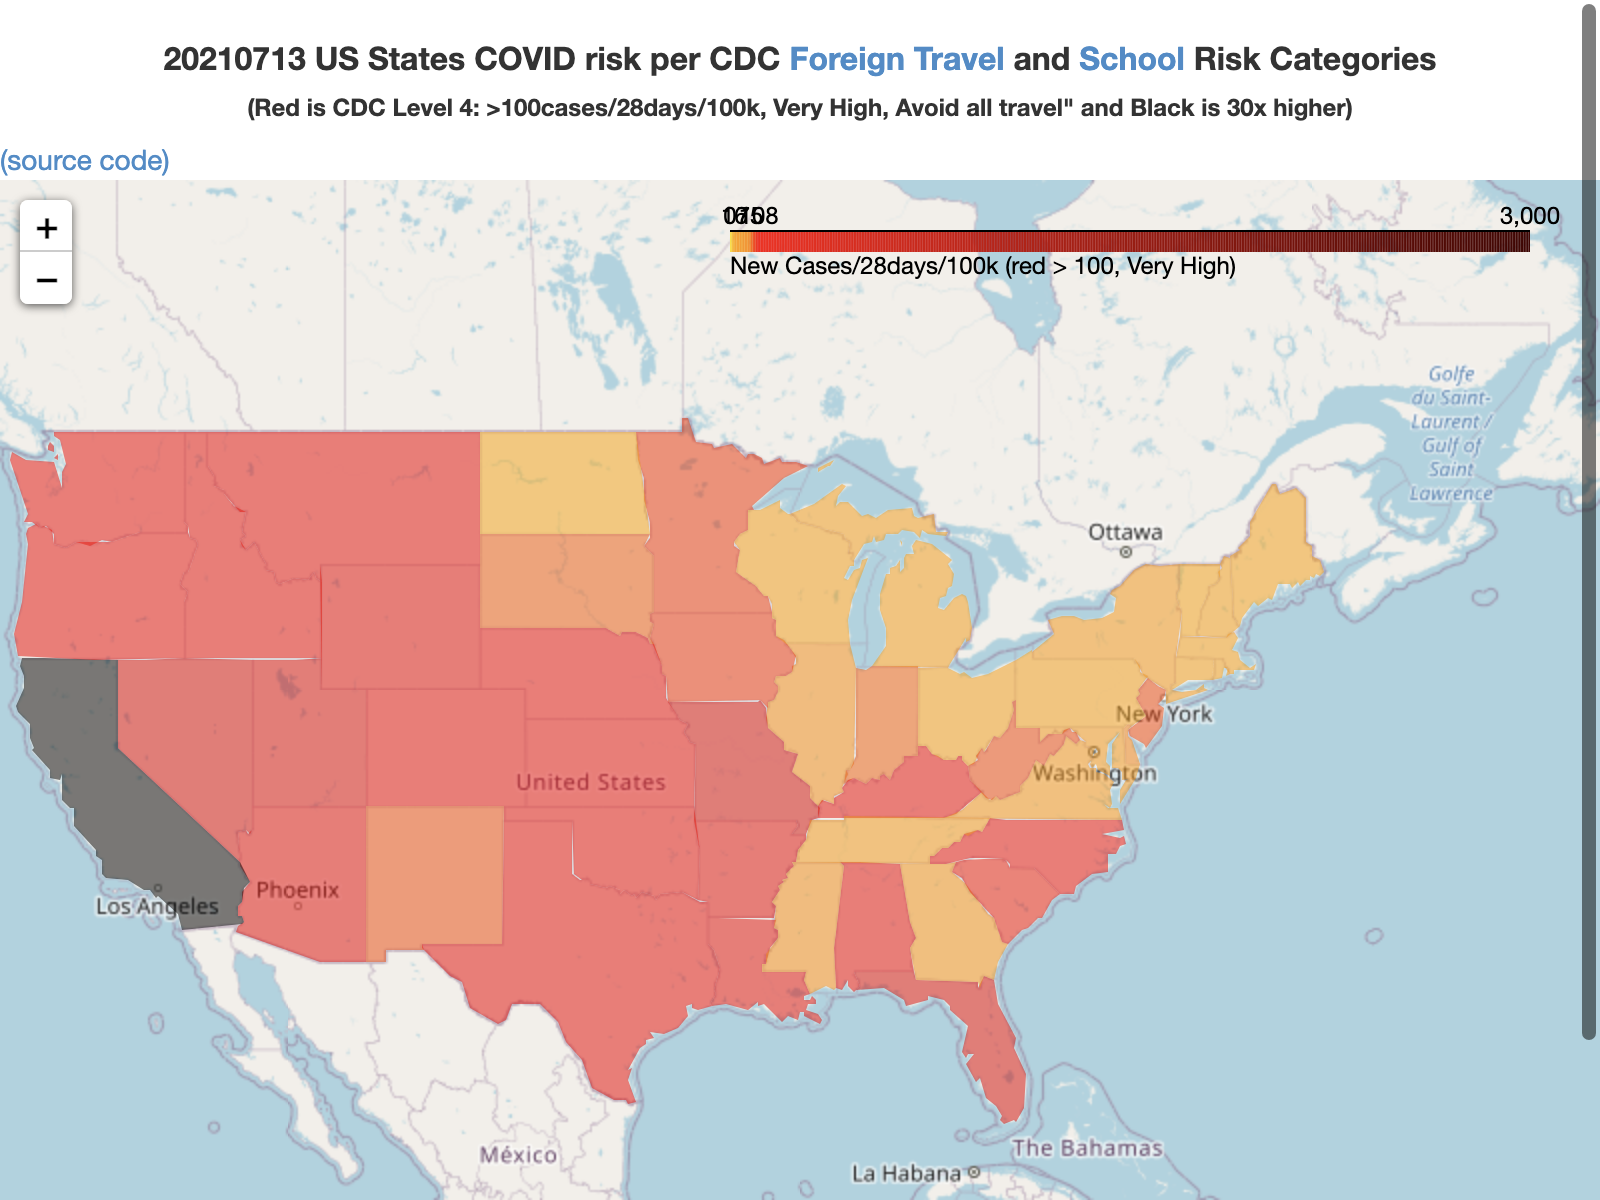 20210713 US States COVID risk per CDC Foreign Travel and School Risk Categories
(Red is CDC Level 4: >100cases/28days/100k, Very High, Avoid all travel" and Black is 30x higher)
(source code)
+
−
3,000
New Cases/28days/100k (red > 100, Very High)
Golfe
du Saint-
Laurent /
Gulf of
Saint
Lawrence
Ottawa
New York
Washington
United States
Phoenix
Los Angeles
México
The Bahamas
La Habana